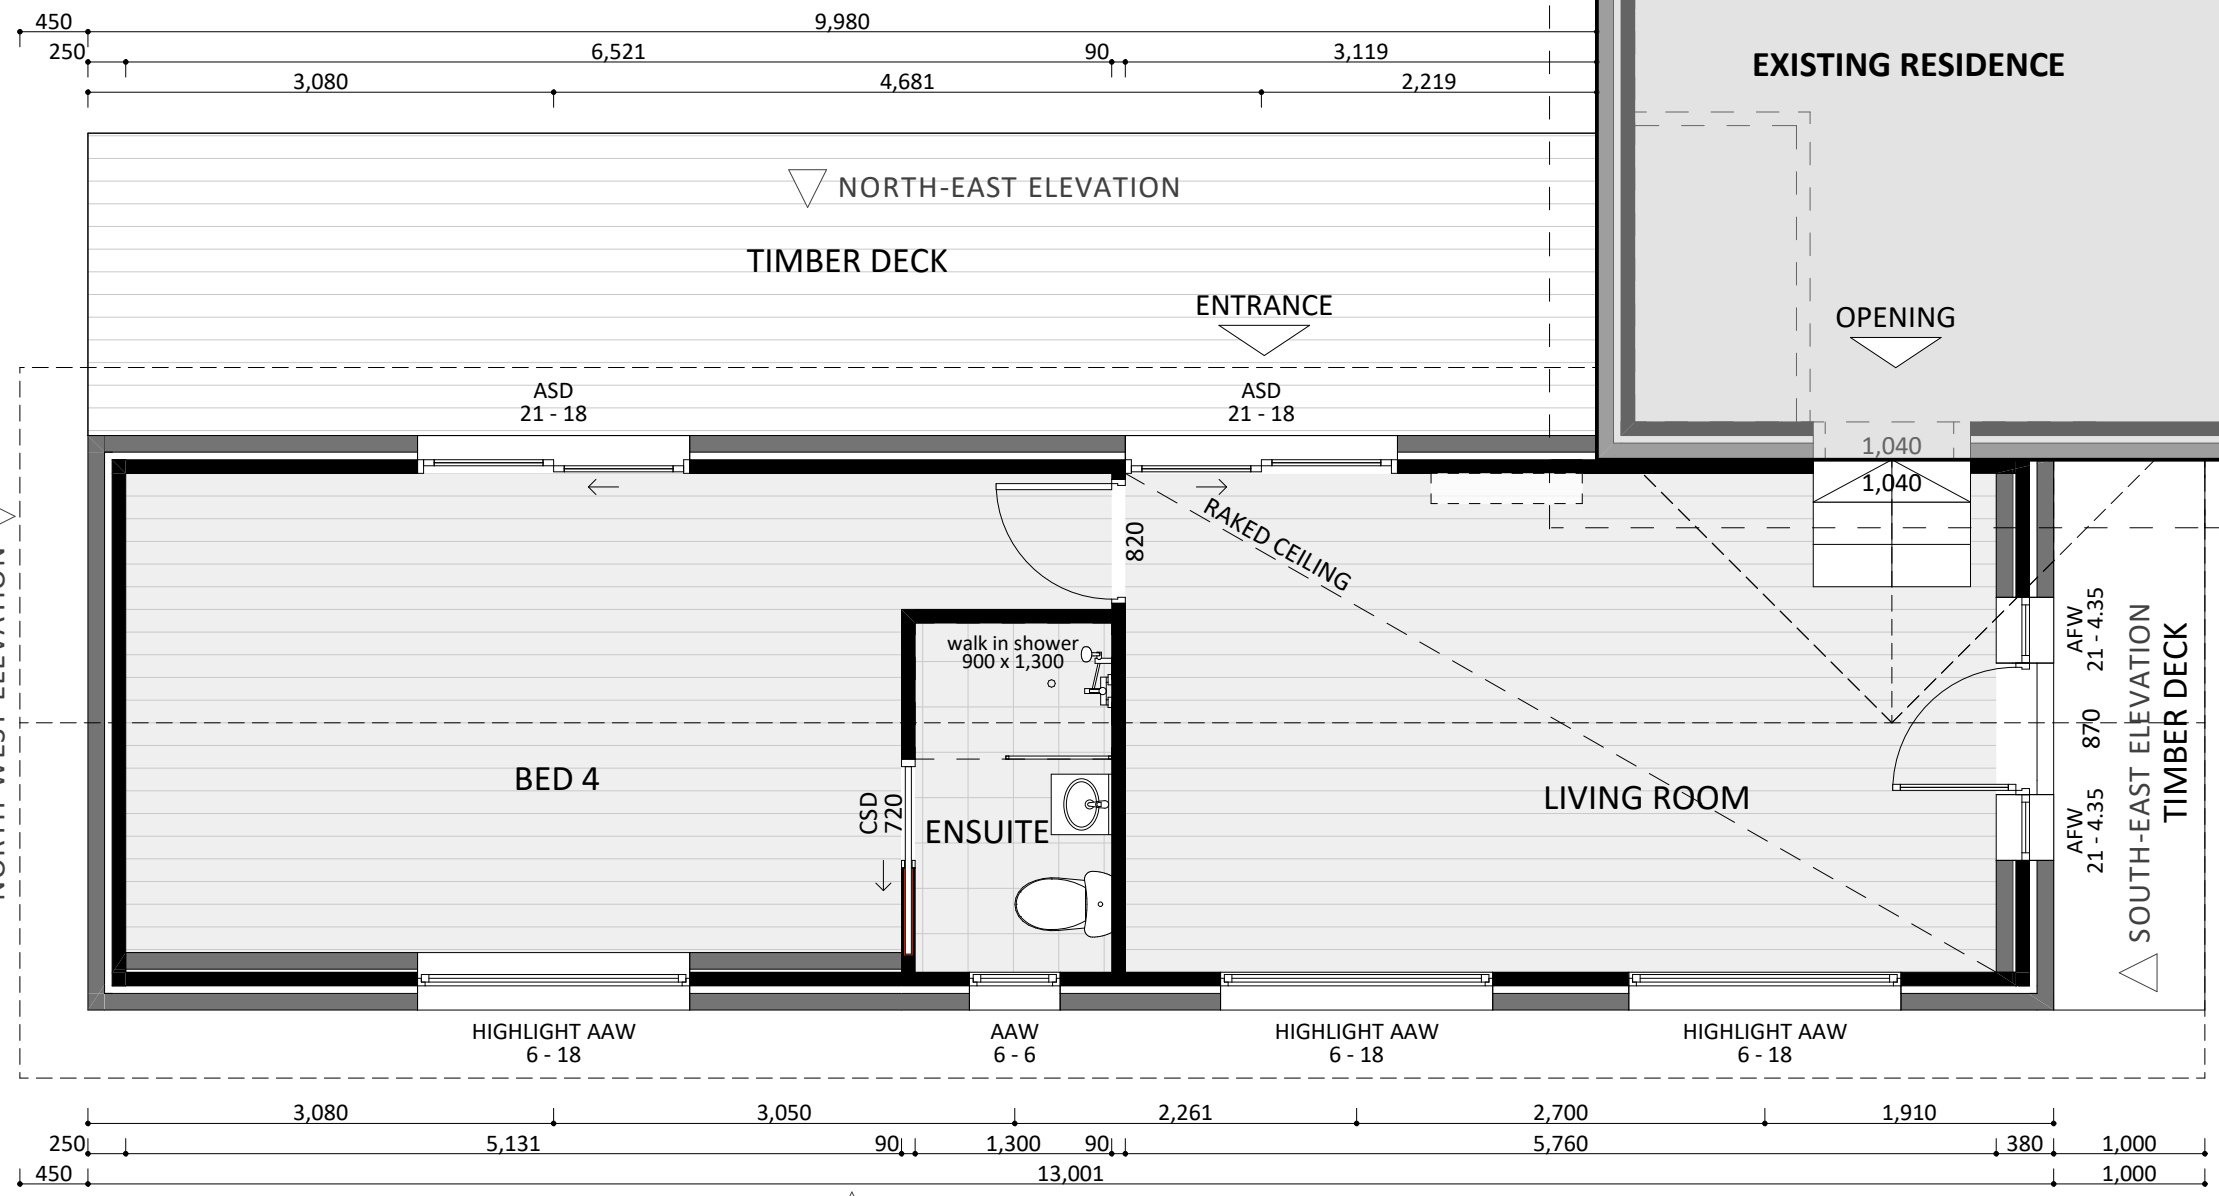 450 9,980
250 6,521 90 3,119
3,080 4,681 2,219
EXISTING RESIDENCE
NORTH-EAST ELEVATION
TIMBER DECK
ENTRANCE
OPENING
ASD
21 - 18
ASD
21 - 18
1,040
1,040
820
RAKED CEILING
walk in shower
900 x 1,300
BED 4
CSD
720
ENSUITE
LIVING ROOM
AFW
21 - 4.35
870
AFW
21 - 4.35
SOUTH-EAST ELEVATION
TIMBER DECK
NORTH-WEST ELEVATION
HIGHLIGHT AAW
6 - 18
AAW
6 - 6
HIGHLIGHT AAW
6 - 18
HIGHLIGHT AAW
6 - 18
3,080 3,050 2,261 2,700 1,910
250 5,131 90 1,300 90 5,760 380 1,000
450 13,001 1,000